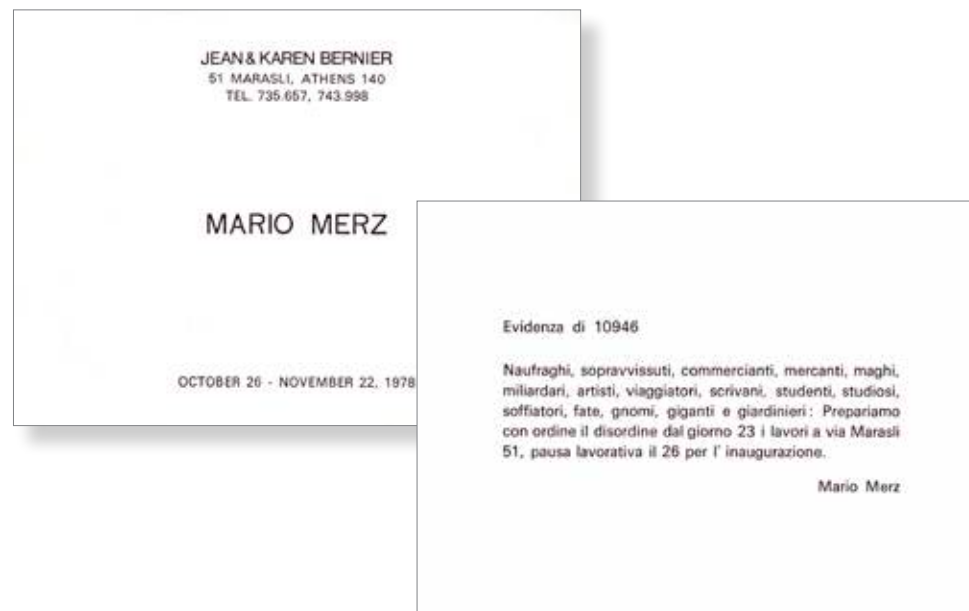 JEAN & KAREN BERNIER
51 MARASLI, ATHENS 140
TEL. 735.657, 743.998
MARIO MERZ
OCTOBER 26 - NOVEMBER 22, 1978
Evidenza di 10946
Naufraghi, sopravvissuti, commercianti, mercanti, maghi,
miliardari, artisti, viaggiatori, scrivani, studenti, studiosi,
soffiatori, fate, gnomi, giganti e giardinieri: Prepariamo
con ordine il disordine dal giorno 23 i lavori a via Marasli
51, pausa lavorativa il 26 per l' inaugurazione.
Mario Merz